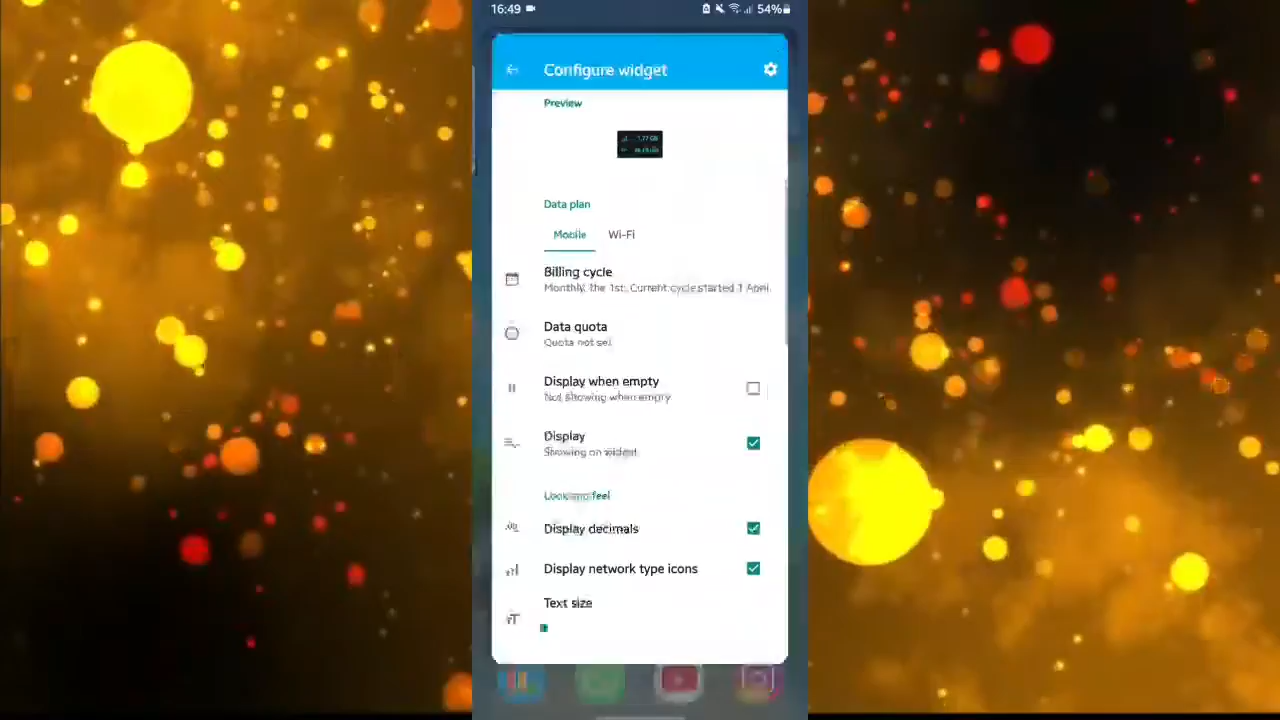 16:49
54%
Configure widget
Preview
Data plan
Mobile Wi-Fi
Billing cycle
Monthly, the 1st. Current cycle started 1 April.
Data quota
Quota not set
Display when empty
Not showing when empty
Display
Showing on widget
Look and feel
Display decimals
Display network type icons
Text size